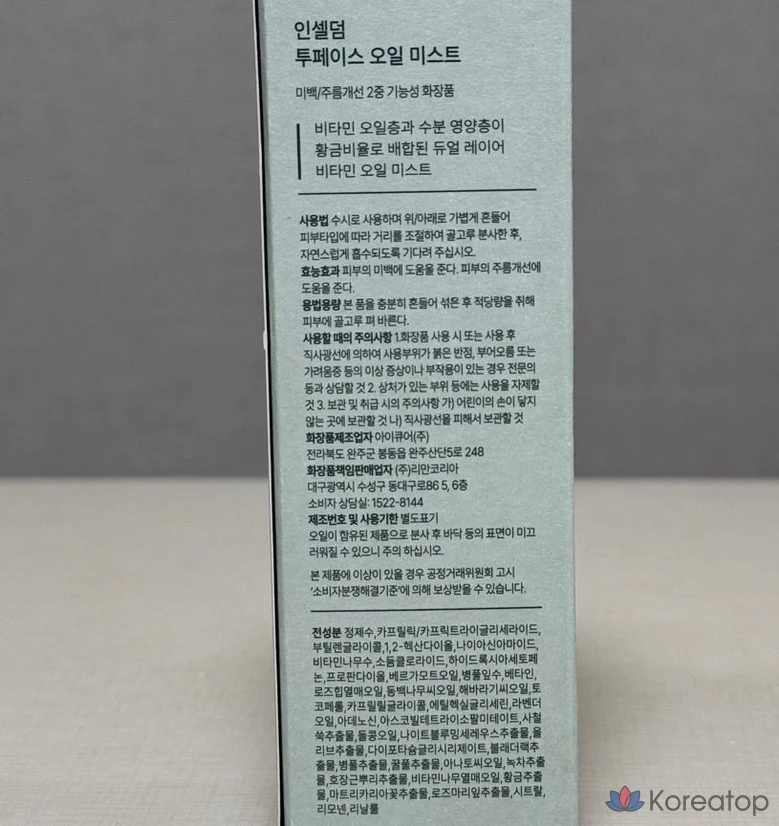 인셀덤
투페이스 오일 미스트
미백/주름개선 2중 기능성 화장품
비타민 오일층과 수분 영양층이
황금비율로 배합된 듀얼 레이어
비타민 오일 미스트
사용법 수시로 사용하며 위/아래로 가볍게 흔들어
피부타입에 따라 거리를 조절하여 골고루 분사한 후,
자연스럽게 흡수되도록 기다려 주십시오.
효능효과 피부의 미백에 도움을 준다. 피부의 주름개선에
도움을 준다.
용법용량 본 품을 충분히 흔들어 섞은 후 적당량을 취해
피부에 골고루 펴 바른다.
사용할 때의 주의사항 1.화장품 사용 시 또는 사용 후
직사광선에 의하여 사용부위가 붉은 반점, 부어오름 또는
가려움증 등의 이상 증상이나 부작용이 있는 경우 전문의
등과 상담할 것 2. 상처가 있는 부위 등에는 사용을 자제할
것 3. 보관 및 취급 시의 주의사항 가) 어린이의 손이 닿지
않는 곳에 보관할 것 나) 직사광선을 피해서 보관할 것
화장품제조업자 아이큐어(주)
전라북도 완주군 봉동읍 완주산단5로 248
화장품책임판매업자 (주)리만코리아
대구광역시 수성구 동대구로86 5, 6층
소비자 상담실: 1522-8144
제조번호 및 사용기한 별도표기
오일이 함유된 제품으로 분사 후 바닥 등의 표면이 미끄
러워질 수 있으니 주의 하십시오.
본 제품에 이상이 있을 경우 공정거래위원회 고시
'소비자분쟁해결기준'에 의해 보상받을 수 있습니다.
전성분 정제수,카프릴릭/카프릭트라이글리세라이드,
부틸렌글라이콜,1,2-헥산다이올,나이아신아마이드,
비타민나무수,소듐클로라이드,하이드록시아세토페
논,프로판다이올,베르가모트오일,병풀잎수,베타인,
로즈힙열매오일,동백나무씨오일,해바라기씨오일,토
코페롤,카프릴릴글라이콜,에틸헥실글리세린,라벤더
오일,아데노신,아스코빌테트라이소팔미테이트,사철
쑥추출물,돌콩오일,나이트블루밍세레우스추출물,올
리브추출물,다이포타슘글리시리제이트,블래더랙추
출물,병풀추출물,꿀풀추출물,아나토씨오일,녹차추출
물,호장근뿌리추출물,비타민나무열매오일,황금추출
물,마트리카리아꽃추출물,로즈마리잎추출물,시트랄,
리모넨,리날룰
Koreatop